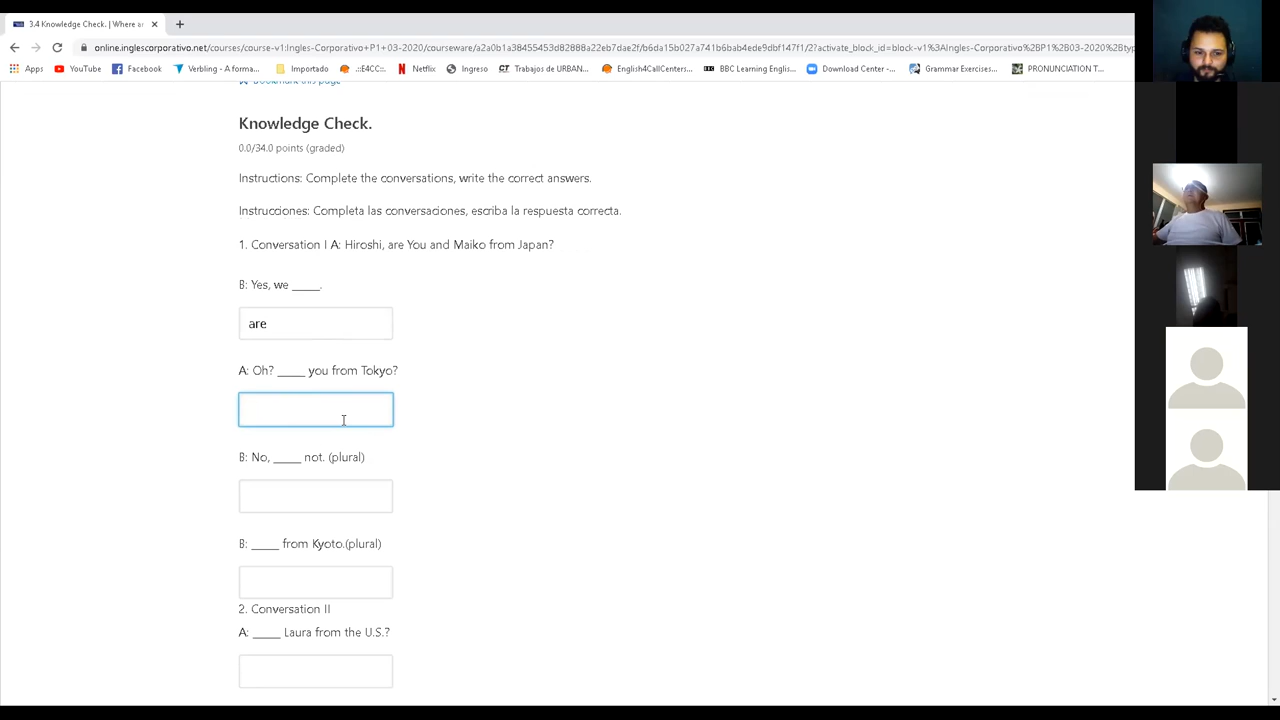 3.4 Knowledge Check. | Where a
online.inglescorporativo.net/courses/course-v1:Ingles-Corporativo+P1+03-2020/courseware/a2a0b1a38455453d82888a22eb7dae2f/b6da15b027a741b6bab4ede9dbf147f1/2?activate_block_id=block-v1%3AIngles-Corporativo%2BP1%2B03-2020%2Btyp
Apps YouTube Facebook Verbling - A forma... Importado .::E4CC::. Netflix Ingreso Trabajos de URBAN... English4CallCenters... BBC Learning Englis... Download Center -... Grammar Exercises... PRONUNCIATION T...
Bookmark this page
Knowledge Check.
0.0/34.0 points (graded)
Instructions: Complete the conversations, write the correct answers.
Instrucciones: Completa las conversaciones, escriba la respuesta correcta.
1. Conversation I A: Hiroshi, are You and Maiko from Japan?
B: Yes, we _____.
are
A: Oh? _____ you from Tokyo?
B: No, _____ not. (plural)
B: _____ from Kyoto.(plural)
2. Conversation II
A: _____ Laura from the U.S.?